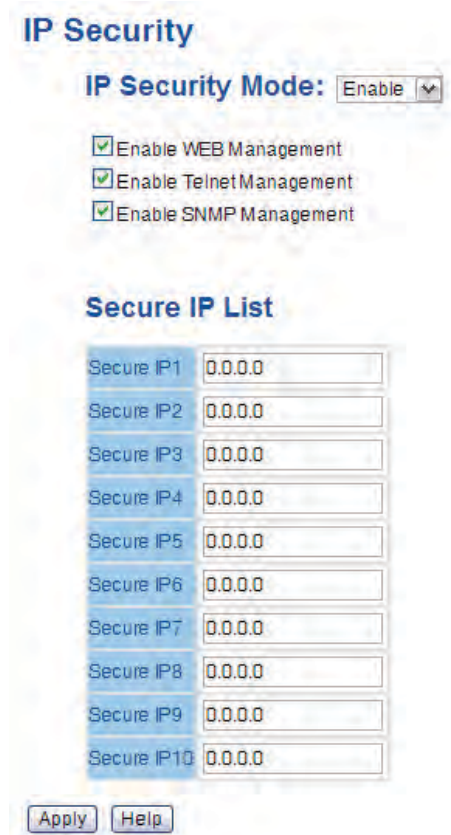 IP Security
IP Security Mode: Enable
Enable WEB Management
Enable Telnet Management
Enable SNMP Management
Secure IP List
Secure IP1 0.0.0.0
Secure IP2 0.0.0.0
Secure IP3 0.0.0.0
Secure IP4 0.0.0.0
Secure IP5 0.0.0.0
Secure IP6 0.0.0.0
Secure IP7 0.0.0.0
Secure IP8 0.0.0.0
Secure IP9 0.0.0.0
Secure IP10 0.0.0.0
Apply Help